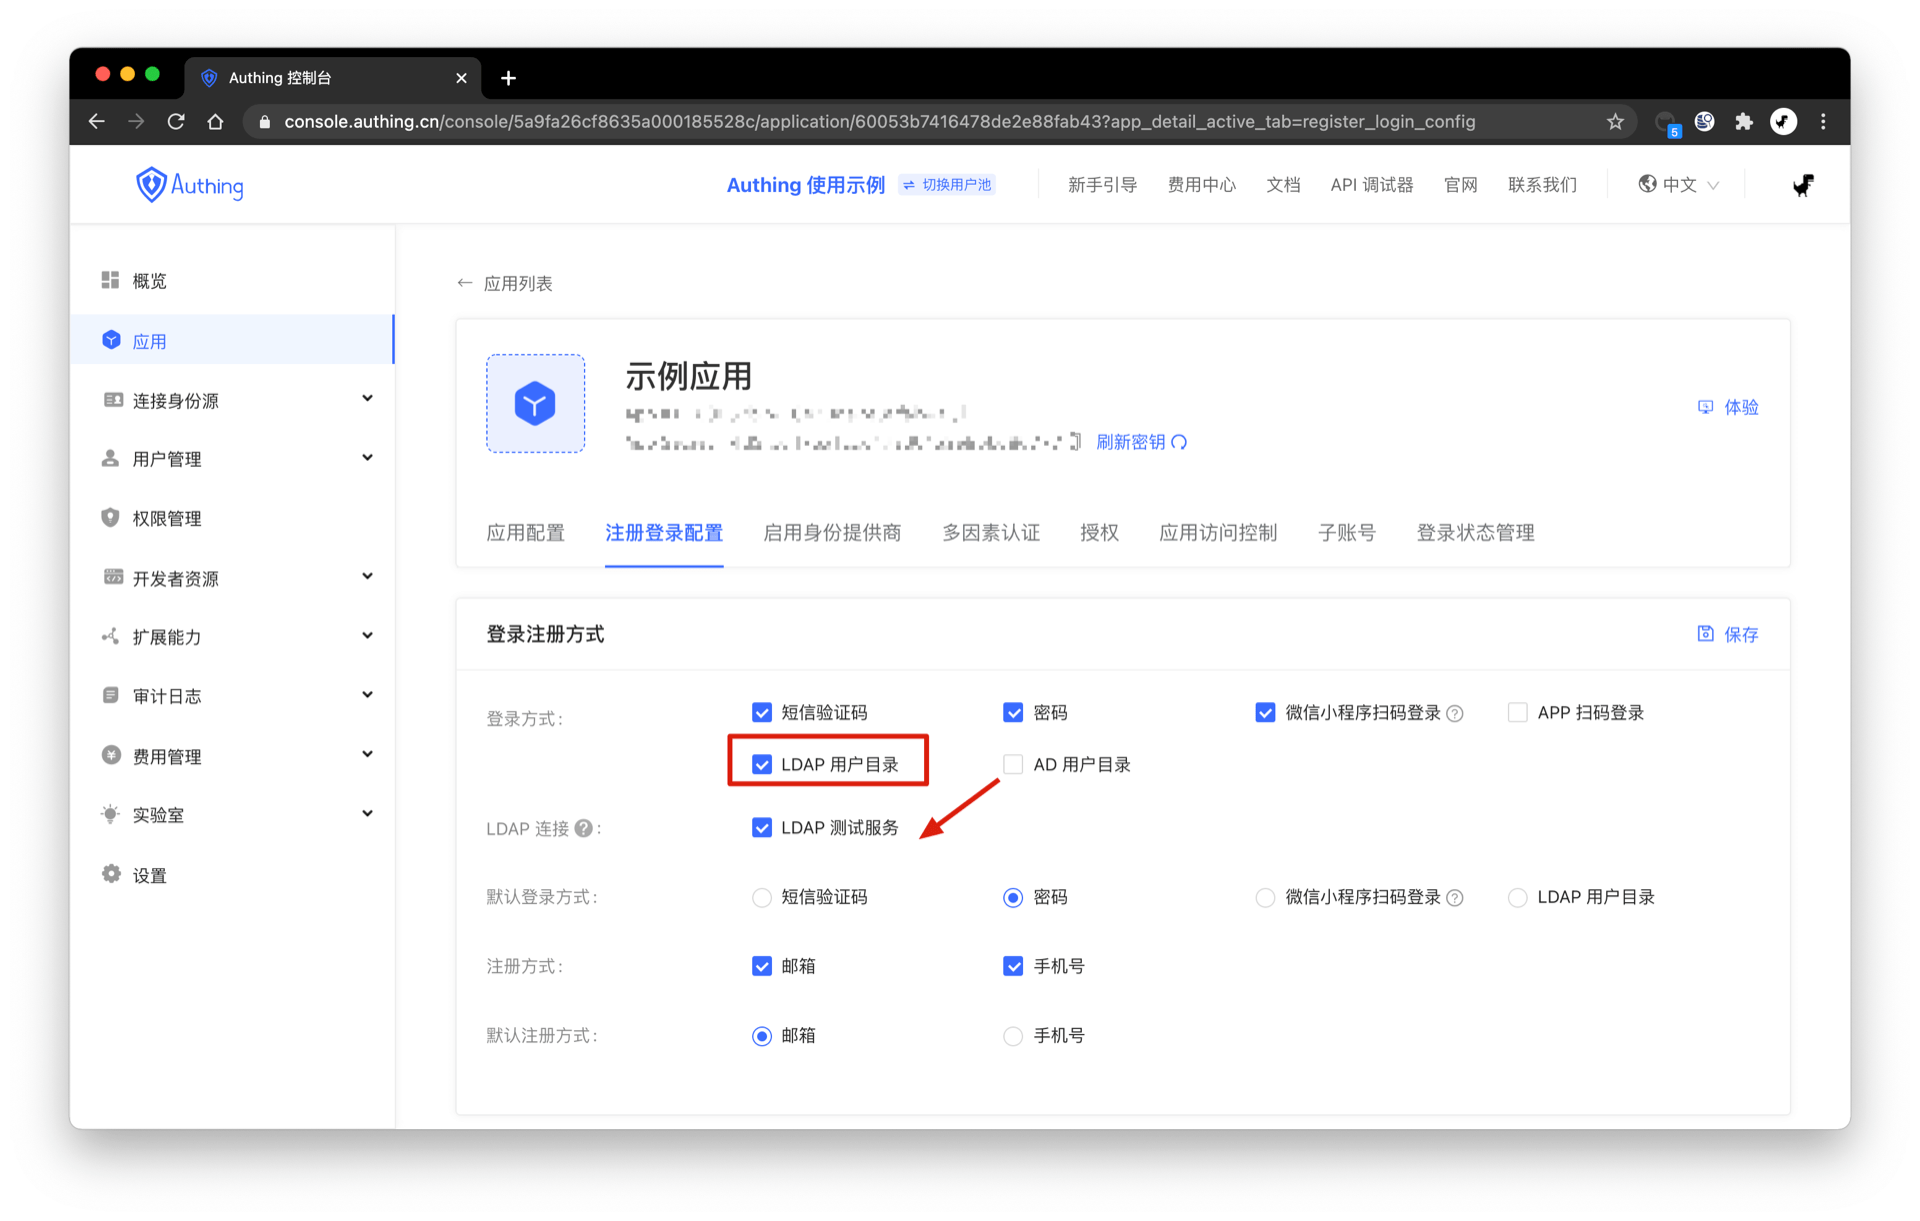 Authing 控制台
console.authing.cn/console/5a9fa26cf8635a000185528c/application/60053b7416478de2e88fab43?app_detail_active_tab=register_login_config
5
Authing
Authing 使用示例 切换用户池 新手引导 费用中心 文档 API 调试器 官网 联系我们 中文
概览
应用
连接身份源
用户管理
权限管理
开发者资源
扩展能力
审计日志
费用管理
实验室
设置
← 应用列表
示例应用
体验
刷新密钥
应用配置 注册登录配置 启用身份提供商 多因素认证 授权 应用访问控制 子账号 登录状态管理
登录注册方式 保存
登录方式: 短信验证码 密码 微信小程序扫码登录 APP 扫码登录
LDAP 用户目录 AD 用户目录
LDAP 连接 : LDAP 测试服务
默认登录方式: 短信验证码 密码 微信小程序扫码登录 LDAP 用户目录
注册方式: 邮箱 手机号
默认注册方式: 邮箱 手机号